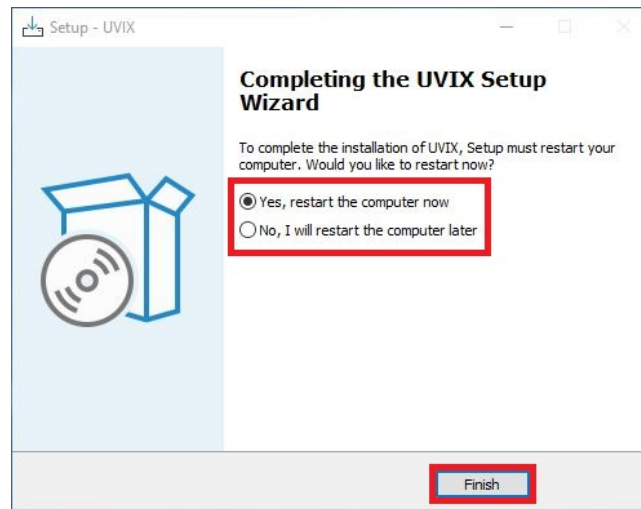 Setup - UVIX
Completing the UVIX Setup
Wizard
To complete the installation of UVIX, Setup must restart your
computer. Would you like to restart now?
Yes, restart the computer now
No, I will restart the computer later
Finish